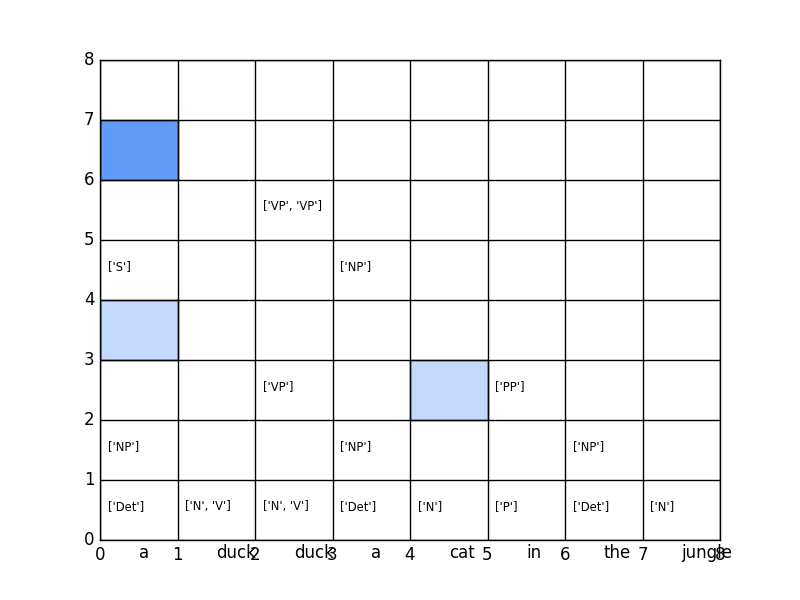 8
7
6
['VP', 'VP']
5
['S'] ['NP']
4
3
['VP'] ['PP']
2
['NP'] ['NP'] ['NP']
1
['Det'] ['N', 'V'] ['N', 'V'] ['Det'] ['N'] ['P'] ['Det'] ['N']
0
0 a 1 duck 2 duck 3 a 4 cat 5 in 6 the 7 jungle 8